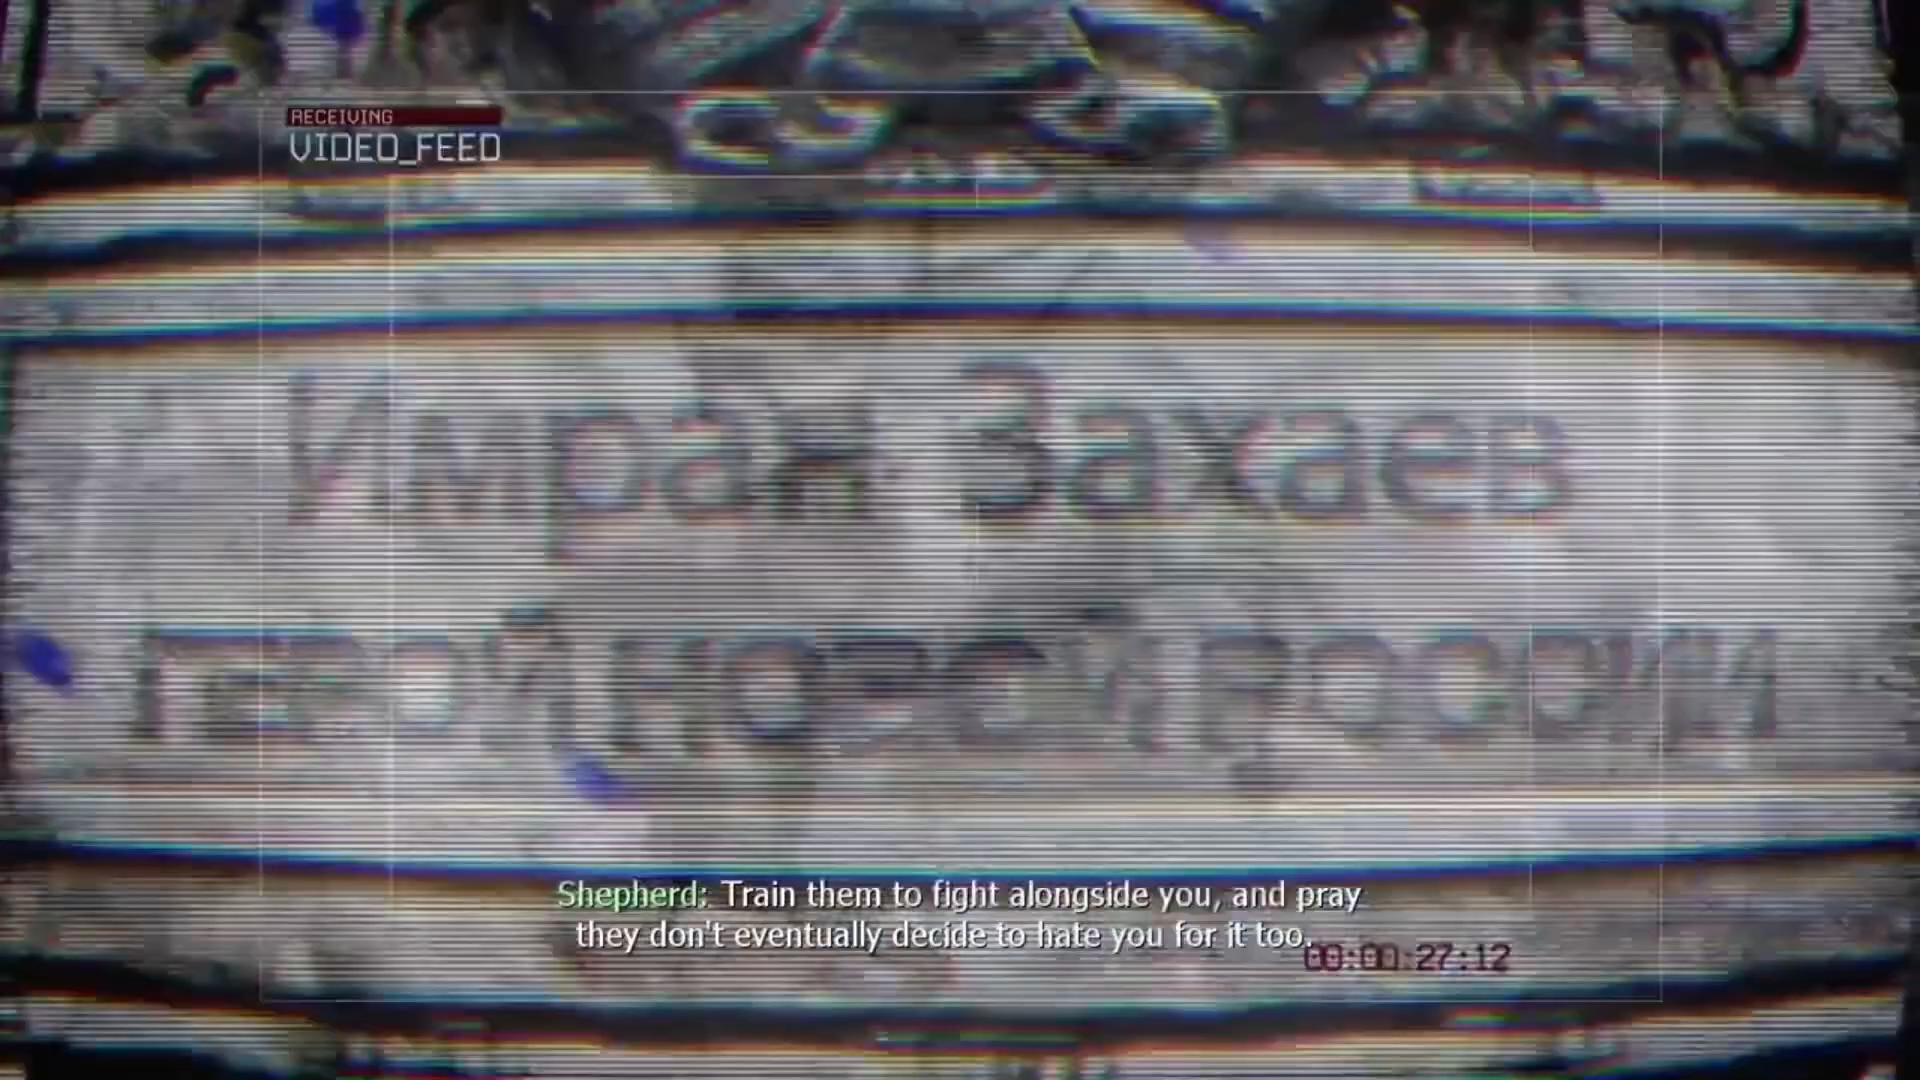 RECEIVING
VIDEO_FEED
Имран Захаев
ГЕРОЙ НОВОЙ РОССИИ
Shepherd: Train them to fight alongside you, and pray
they don't eventually decide to hate you for it too.
00:00:27:12